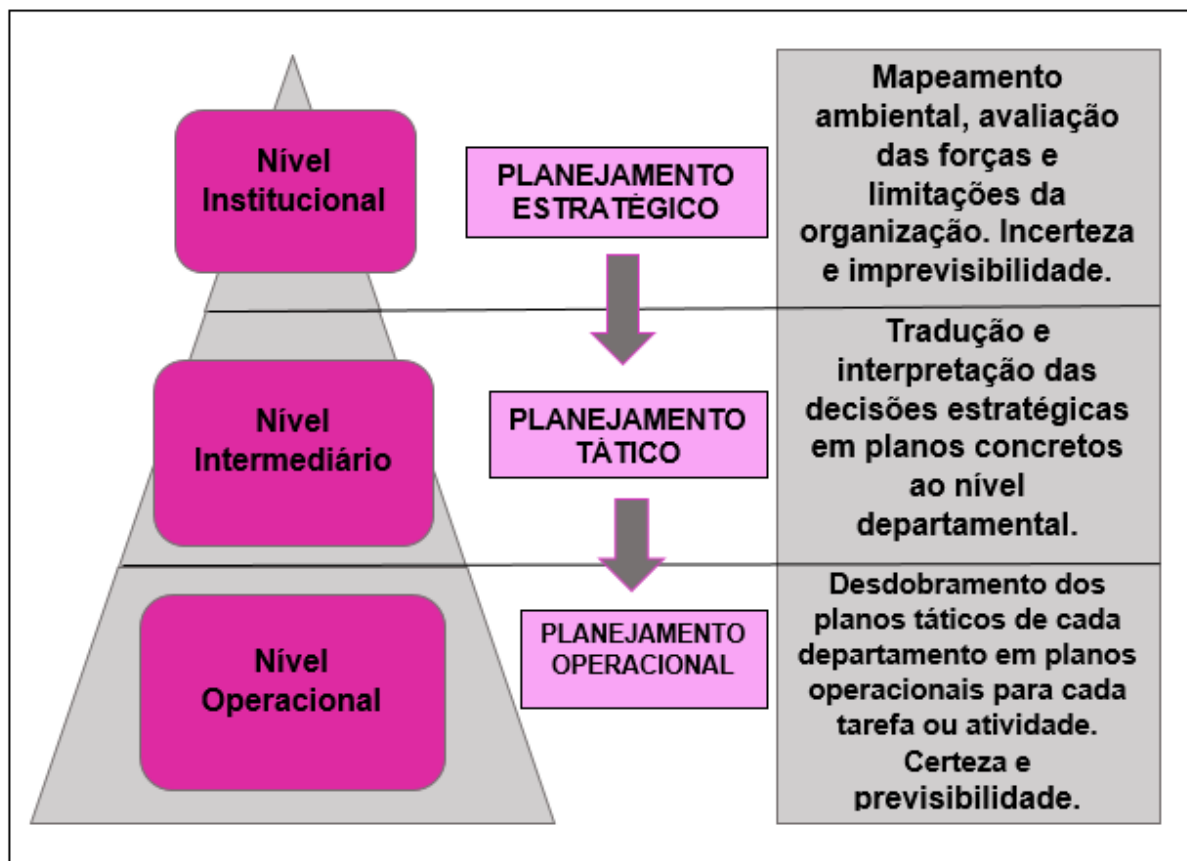 Nível
Institucional
PLANEJAMENTO
ESTRATÉGICO
Mapeamento
ambiental, avaliação
das forças e
limitações da
organização. Incerteza
e imprevisibilidade.
Nível
Intermediário
PLANEJAMENTO
TÁTICO
Tradução e
interpretação das
decisões estratégicas
em planos concretos
ao nível
departamental.
Nível
Operacional
PLANEJAMENTO
OPERACIONAL
Desdobramento dos
planos táticos de cada
departamento em planos
operacionais para cada
tarefa ou atividade.
Certeza e
previsibilidade.